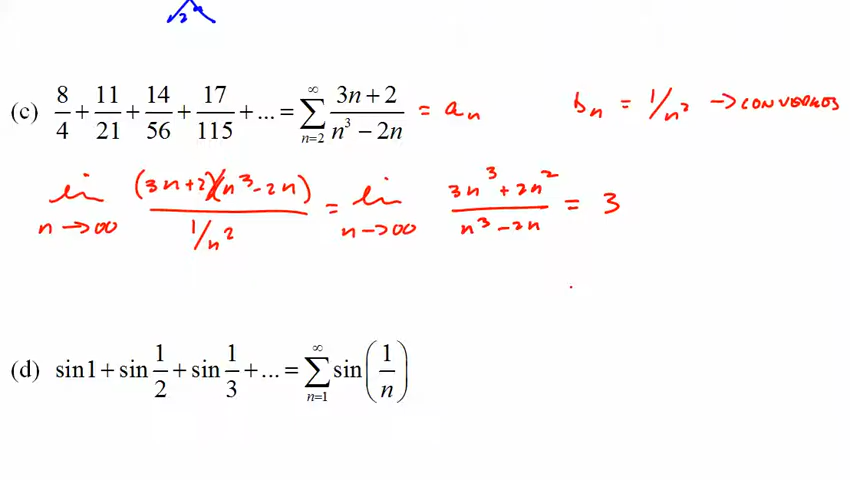 2n
(c) 8/4 + 11/21 + 14/56 + 17/115 + ... = ∑_{n=2}^{∞} (3n+2)/(n³−2n) = aₙ   bₙ = 1/n² → CONVERGES
lim_{n→∞} (3n+2)/(n³−2n) / 1/n² = lim_{n→∞} (3n³+2n²)/(n³−2n) = 3
(d) sin1 + sin 1/2 + sin 1/3 + ... = ∑_{n=1}^{∞} sin(1/n)